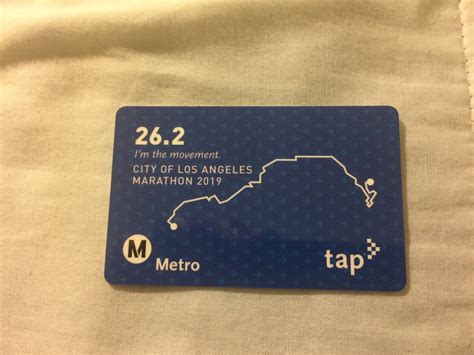 26.2
I'm the movement.
CITY OF LOS ANGELES
MARATHON 2019
M Metro
tap